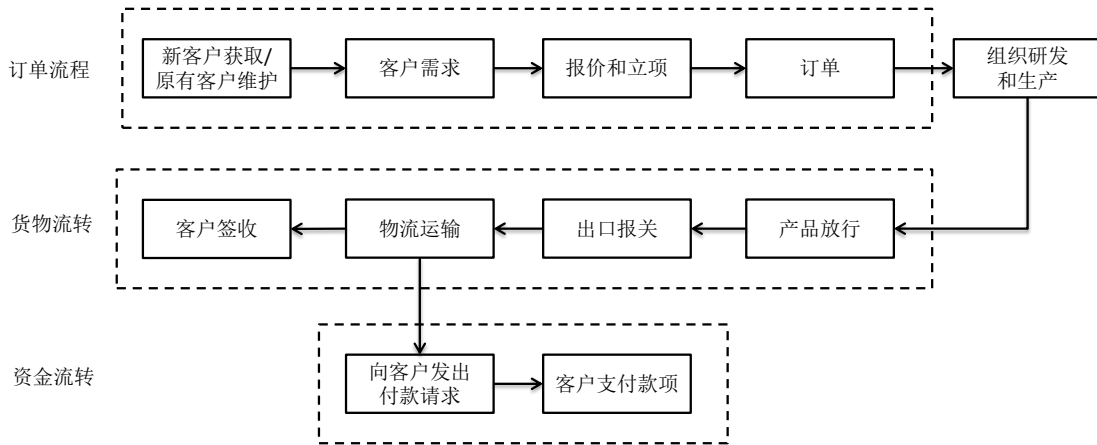 订单流程
新客户获取/
原有客户维护
客户需求
报价和立项
订单
组织研发
和生产
货物流转
客户签收
物流运输
出口报关
产品放行
资金流转
向客户发出
付款请求
客户支付款项